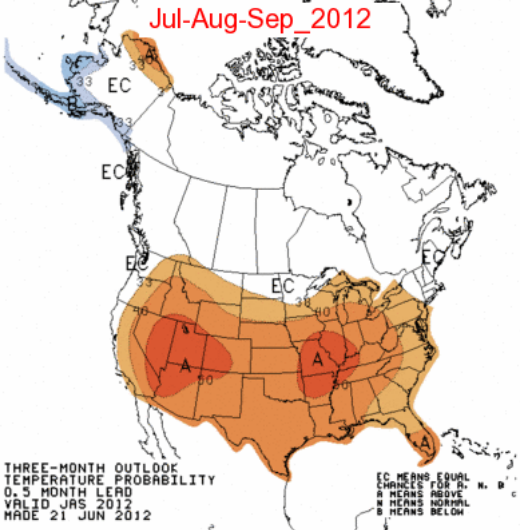 Jul-Aug-Sep_2012
A
33
33
EC
B
33
EC
EC
EC
EC
33
33
40
40
A
A
50
50
A
THREE-MONTH OUTLOOK
TEMPERATURE PROBABILITY
0.5 MONTH LEAD
VALID JAS 2012
MADE 21 JUN 2012
EC MEANS EQUAL
CHANCES FOR A, N, B
A MEANS ABOVE
N MEANS NORMAL
B MEANS BELOW